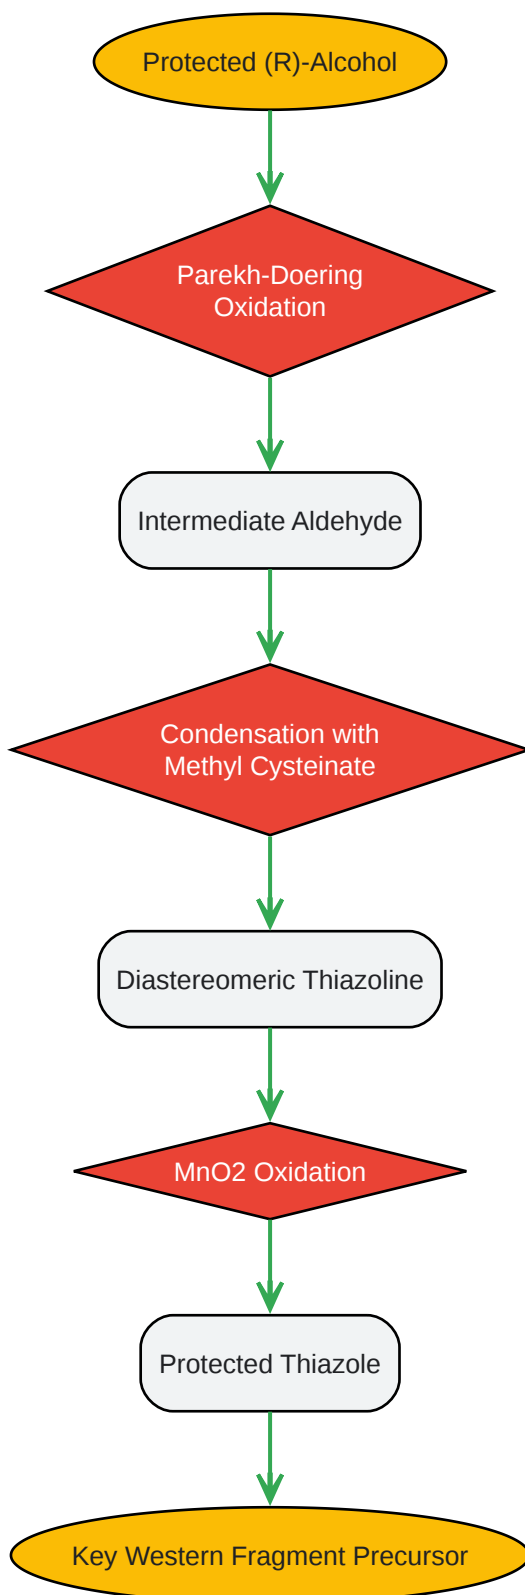 Protected (R)-Alcohol
Parekh-Doering
Oxidation
Intermediate Aldehyde
Condensation with
Methyl Cysteinate
Diastereomeric Thiazoline
MnO2 Oxidation
Protected Thiazole
Key Western Fragment Precursor